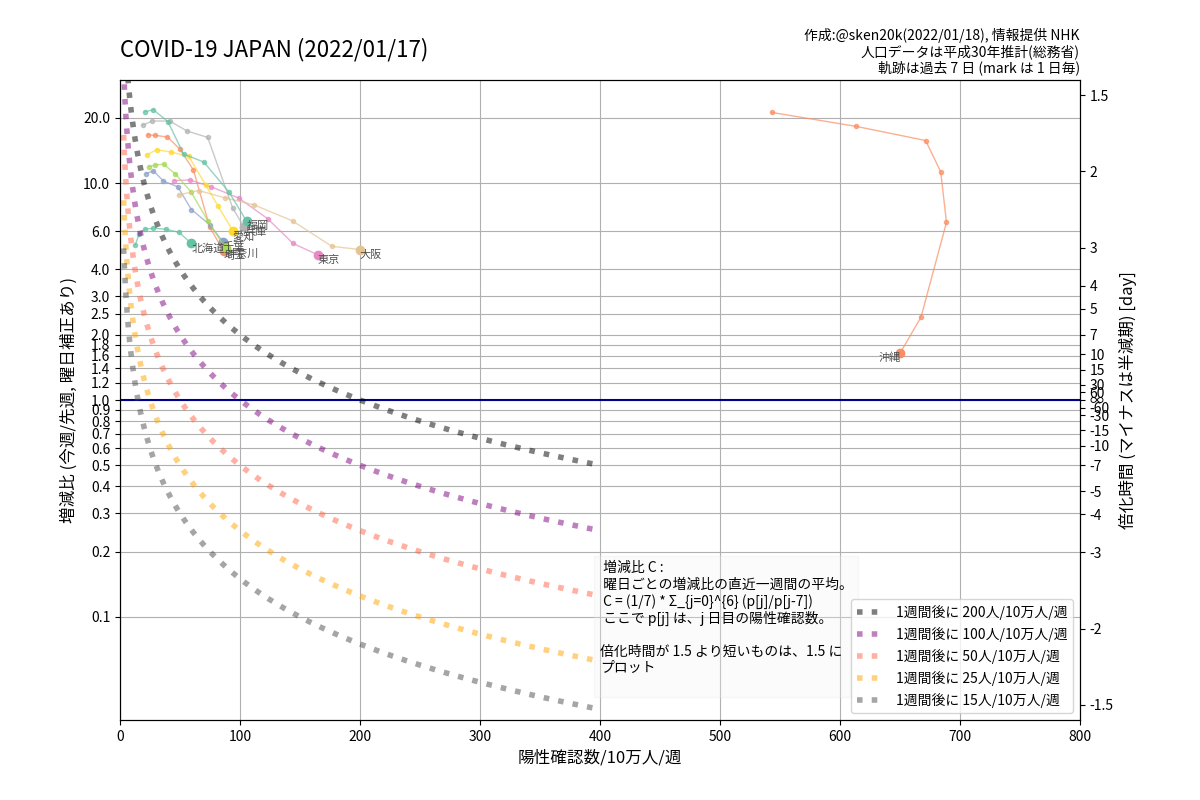 COVID-19 JAPAN (2022/01/17)
作成:@sken20k(2022/01/18), 情報提供 NHK
人口データは平成30年推計(総務省)
軌跡は過去７日 (mark は１日毎)
増減比 (今週/先週, 曜日補正あり)
20.0
10.0
6.0
4.0
3.0
2.5
2.0
1.8
1.6
1.4
1.2
1.0
0.9
0.8
0.7
0.6
0.5
0.4
0.3
0.2
0.1
福岡
兵庫
愛知
北海道
千葉
埼玉
東京
大阪
沖縄
1.5
2
3
4
5
7
10
15
30
60
∞
-60
-30
-15
-10
-7
-5
-4
-3
-2
-1.5
倍化時間 (マイナスは半減期) [day]
増減比 C :
曜日ごとの増減比の直近一週間の平均。
C = (1/7) * Σ_{j=0}^{6} (p[j]/p[j-7])
ここで p[j] は、j 日目の陽性確認数。
倍化時間が 1.5 より短いものは、1.5 に
プロット
1週間後に 200人/10万人/週
1週間後に 100人/10万人/週
1週間後に 50人/10万人/週
1週間後に 25人/10万人/週
1週間後に 15人/10万人/週
0 100 200 300 400 500 600 700 800
陽性確認数/10万人/週